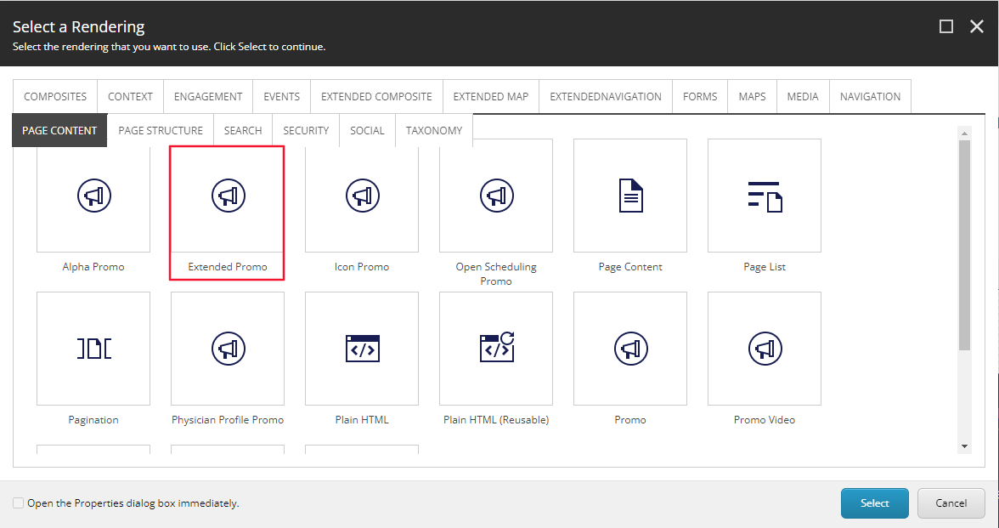 Select a Rendering
Select the rendering that you want to use. Click Select to continue.
COMPOSITES CONTEXT ENGAGEMENT EVENTS EXTENDED COMPOSITE EXTENDED MAP EXTENDEDNAVIGATION FORMS MAPS MEDIA NAVIGATION
PAGE CONTENT PAGE STRUCTURE SEARCH SECURITY SOCIAL TAXONOMY
Alpha Promo Extended Promo Icon Promo Open Scheduling Page Content Page List
Promo
Pagination Physician Profile Promo Plain HTML Plain HTML (Reusable) Promo Promo Video
Open the Properties dialog box immediately. Select Cancel